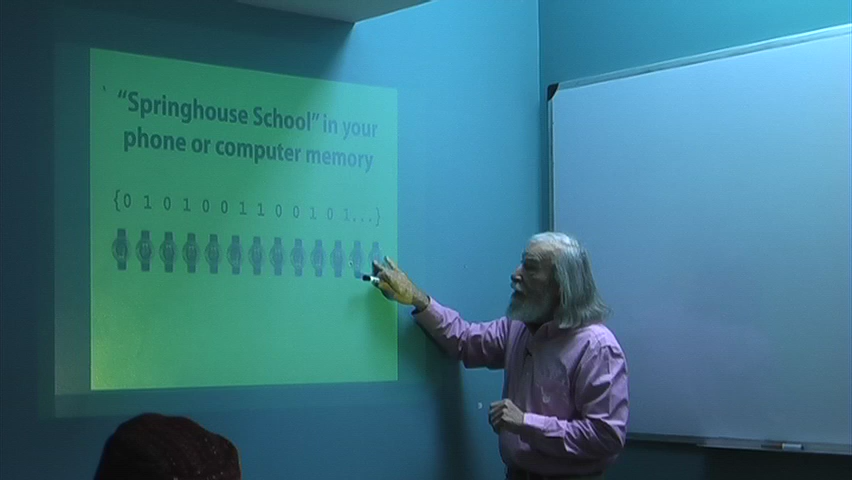 “Springhouse School” in your
phone or computer memory
{0 1 0 1 0 0 1 1 0 0 1 0 1...}